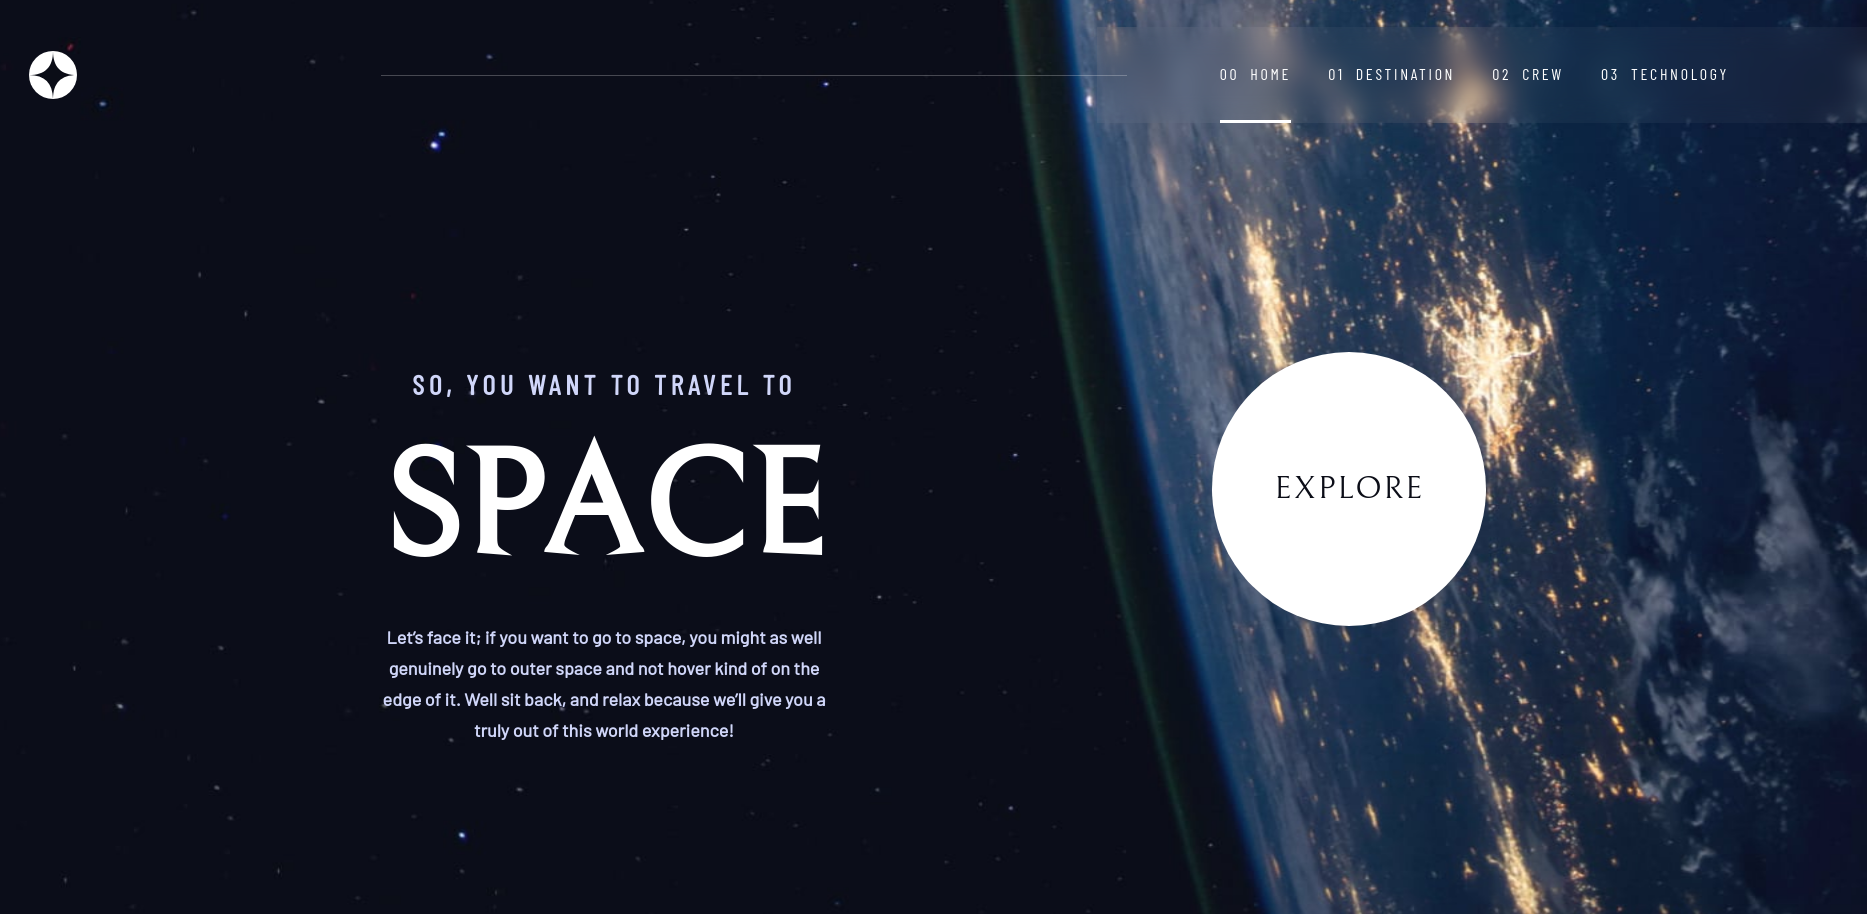 00 HOME 01 DESTINATION 02 CREW 03 TECHNOLOGY
SO, YOU WANT TO TRAVEL TO
SPACE
EXPLORE
Let’s face it; if you want to go to space, you might as well
genuinely go to outer space and not hover kind of on the
edge of it. Well sit back, and relax because we’ll give you a
truly out of this world experience!